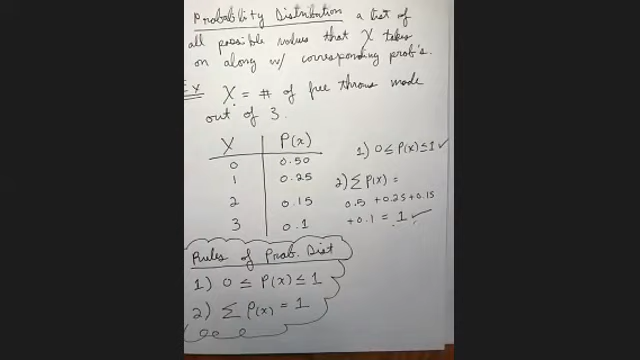 Probability Distribution a list of
all possible values that X takes
on along w/ corresponding prob's.
Ex X = # of free throws made
out of 3.
X P(x)
0 0.50
1 0.25
2 0.15
3 0.1
1) 0 ≤ P(x) ≤ 1 ✓
2) ∑ P(x) =
0.5 + 0.25 + 0.15
+ 0.1 = 1 ✓
Rules of Prob. Dist
1) 0 ≤ P(x) ≤ 1
2) ∑ P(x) = 1